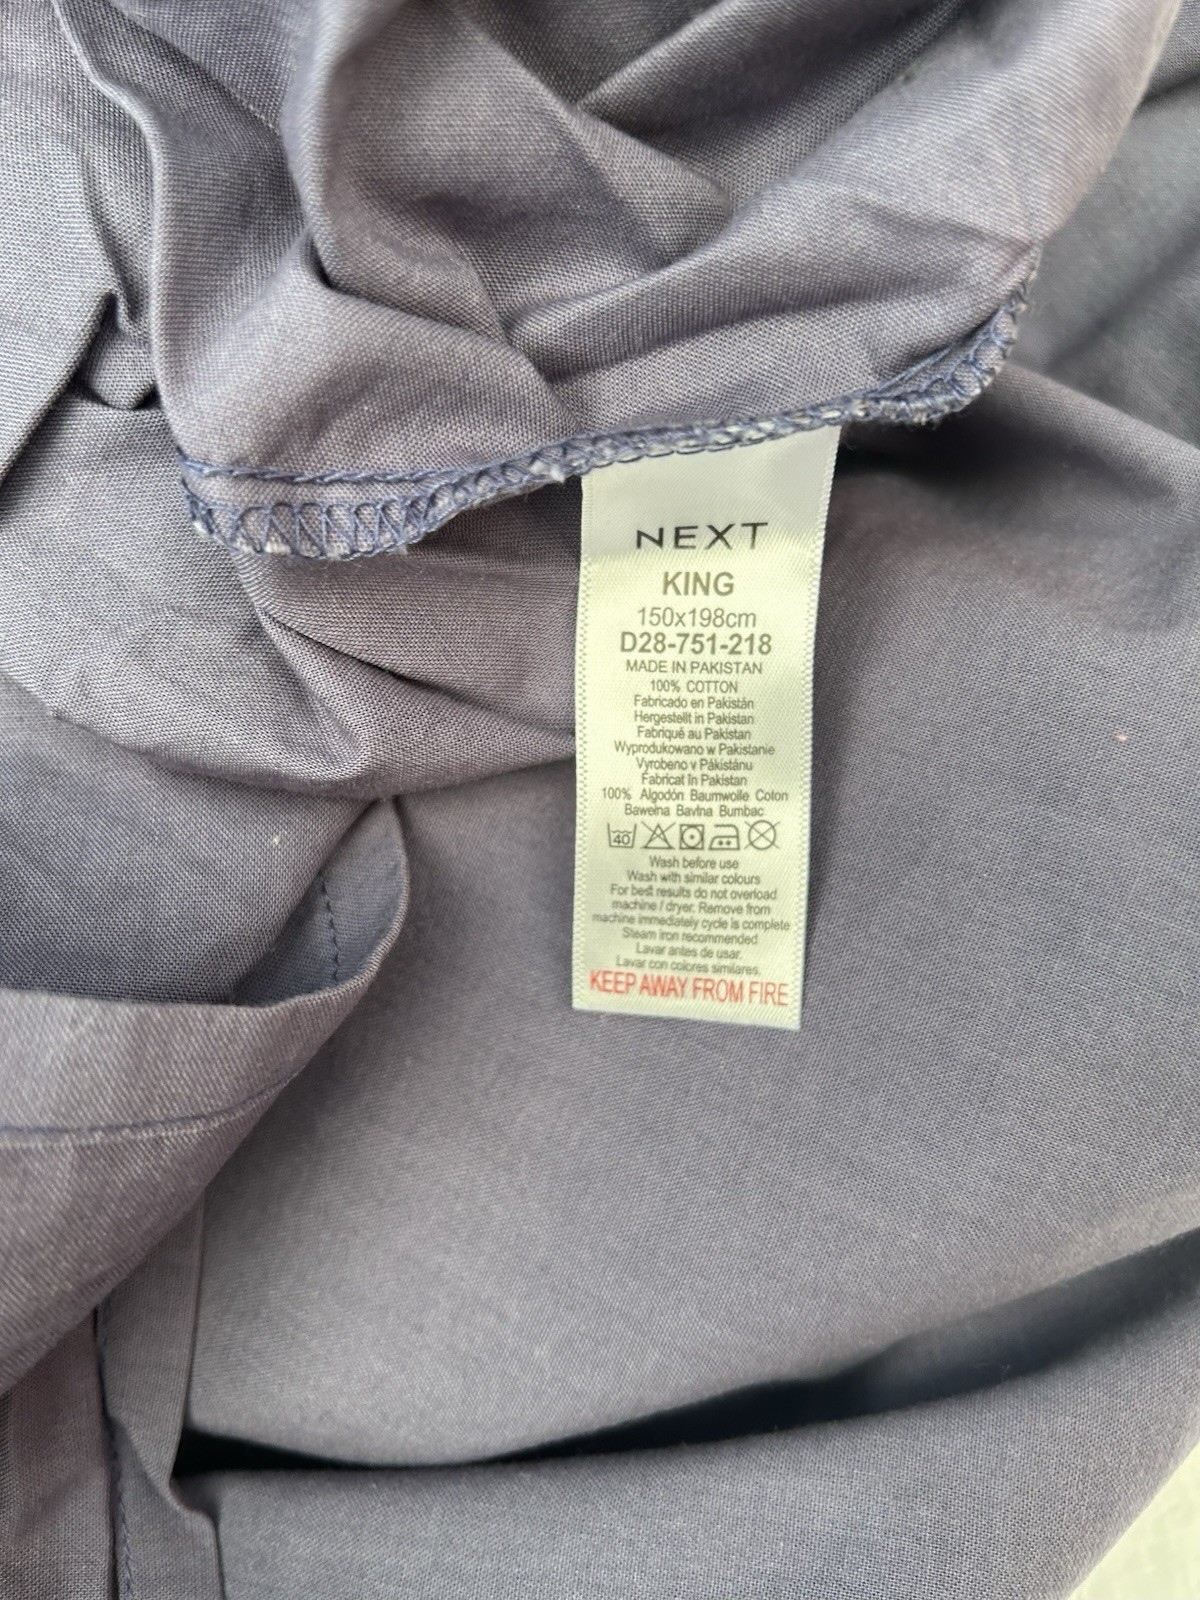 NEXT
KING
150x198cm
D28-751-218
MADE IN PAKISTAN
100% COTTON
Fabricado en Pakistán
Hergestellt in Pakistan
Fabriqué au Pakistan
Wyprodukowano w Pakistanie
Vyrobeno v Pákistánu
Fabricat în Pakistan
100% Algodón Baumwolle Coton
Bawełna Bavlna Bumbac
40
Wash before use
Wash with similar colours
For best results do not overload
machine / dryer. Remove from
machine immediately cycle is complete
Steam iron recommended
Lavar antes de usar.
Lavar con colores similares.
KEEP AWAY FROM FIRE